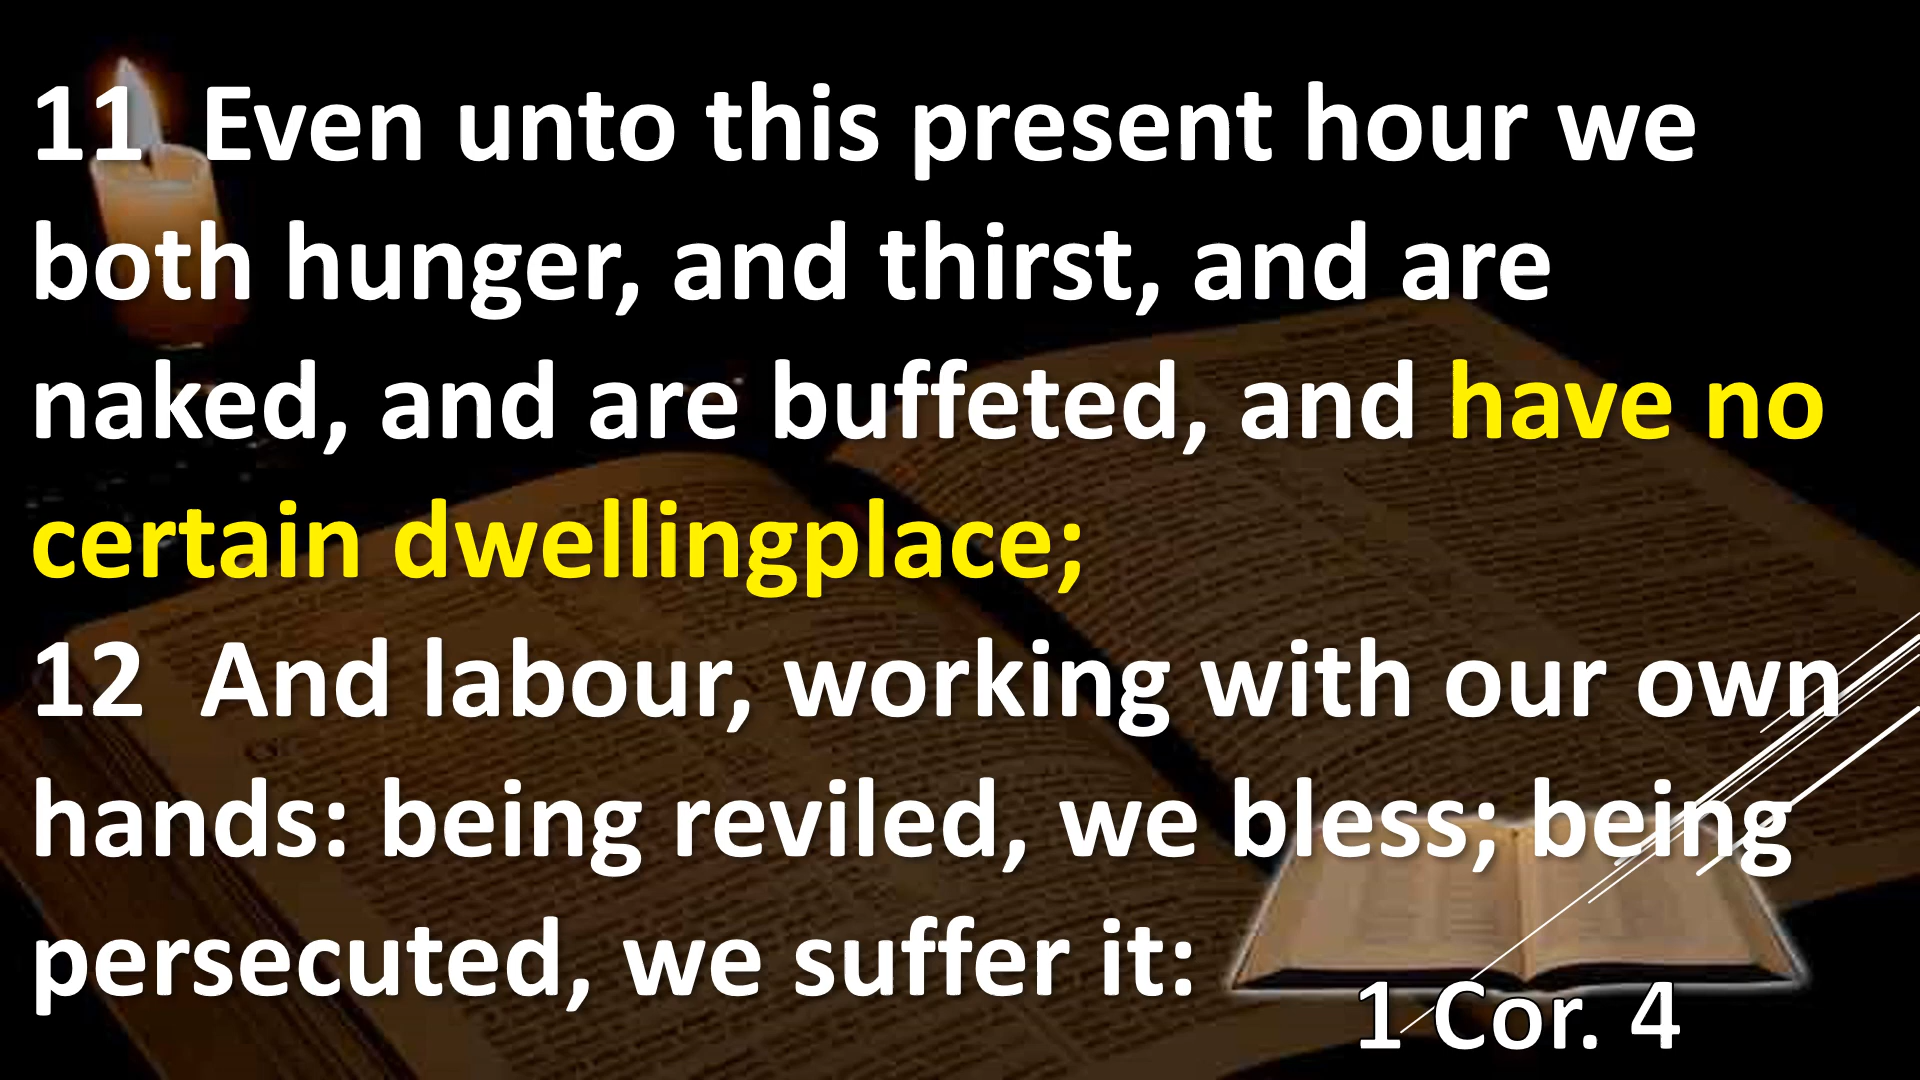 11  Even unto this present hour we
both hunger, and thirst, and are
naked, and are buffeted, and have no
certain dwellingplace;
12  And labour, working with our own
hands: being reviled, we bless; being
persecuted, we suffer it:
1 Cor. 4